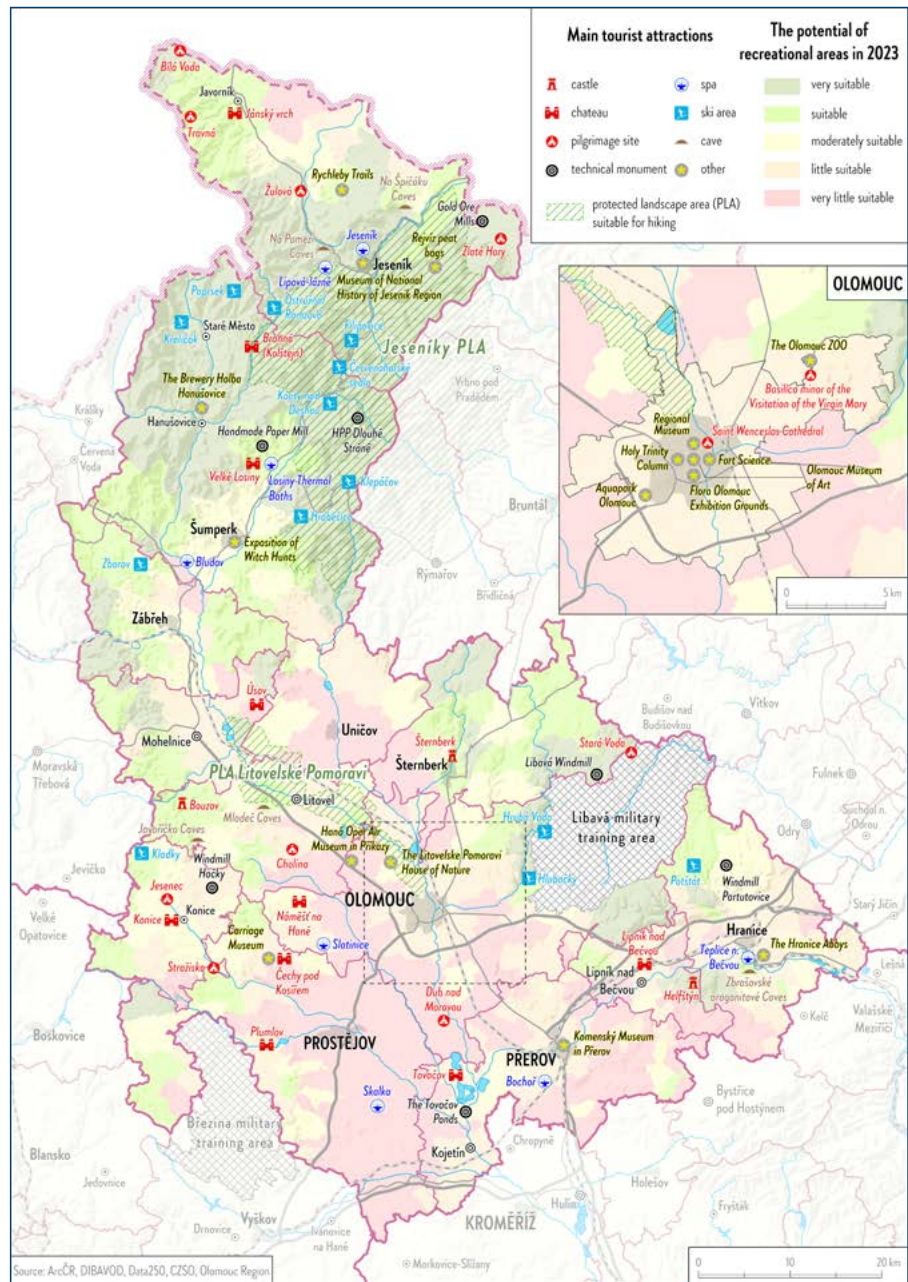 Main tourist attractions
castle
chateau
pilgrimage site
technical monument
spa
ski area
cave
other
protected landscape area (PLA)
suitable for hiking
The potential of
recreational areas in 2023
very suitable
suitable
moderately suitable
little suitable
very little suitable
Bílá Voda
Javorník
Jánský vrch
Travná
Rychleby Trails
Žulová
Na Špičáku
Caves
Gold Ore
Mills
Zlaté Hory
Na Pomezí
Caves
Jeseník
Rejvíz peat
bogs
Jeseník
Lipová-lázně
Museum of National
History of Jeseník Region
Paprsek
Ostružná
Ramzová
Filipovice
Kraličák
Staré Město
Branná
(Kolštejn)
Jeseníky PLA
Červenohorské
sedlo
Kouty nad
Desnou
Vrbno pod
Pradědem
The Brewery Holba
Hanušovice
Králíky
Hanušovice
Handmade Paper Mill
HPP Dlouhé
Stráně
Červená
Voda
Velké Losiny
Losiny Thermal
Baths
Klepáčov
Bruntál
Hraběšice
Šumperk
Exposition of
Witch Hunts
Bludov
Zborov
Rýmařov
Břidličná
Zábřeh
Úsov
Uničov
Mohelnice
Moravská
Třebová
Šternberk
Šternberk
PLA Litovelské Pomoraví
Bouzov
Litovel
Mladeč Caves
Javoříčko Caves
Haná Open Air
Museum in Příkazy
Kladky
Windmill
Hačky
Cholina
The Litovelske Pomoraví
House of Nature
Jevíčko
Jesenec
Konice
Konice
Náměšť na
Hané
OLOMOUC
Velké
Opatovice
Carriage
Museum
Slatinice
Stražisko
Čechy pod
Kosířem
Boskovice
Plumlov
PROSTĚJOV
Dub nad
Moravou
Skalka
Tovačov
The Tovačov
Ponds
Kojetín
Březina military
training area
Blansko
Jedovnice
Vyškov
Drnovice
Ivanovice
na Hané
Morkovice-Slížany
KROMĚŘÍŽ
Hulín
Chropyně
Holešov
Fryšták
Bystřice
pod Hostýnem
PŘEROV
Bochoř
Komenský Museum
in Přerov
Budišov nad
Budišovkou
Vítkov
Stará Voda
Libavá Windmill
Fulnek
Libavá military
training area
Hrubá Voda
Hlubočky
Suchdol n.
Odrou
Odry
Potštát
Windmill
Partutovice
Starý Jičín
Hranice
Lipník nad
Bečvou
Teplice n.
Bečvou
The Hranice Abbys
Lipník nad
Bečvou
Helfštýn
Zbrašovské
aragonitové Caves
Lešná
Valašské
Meziříčí
Kelč
OLOMOUC
The Olomouc ZOO
Basilica minor of the
Visitation of the Virgin Mary
Regional
Museum
Saint Wenceslas Cathedral
Holy Trinity
Column
Fort Science
Olomouc Museum
of Art
Aquapark
Olomouc
Flora Olomouc
Exhibition Grounds
0 5 km
Source: ArcČR, DIBAVOD, Data250, CZSO, Olomouc Region
0 10 20 km